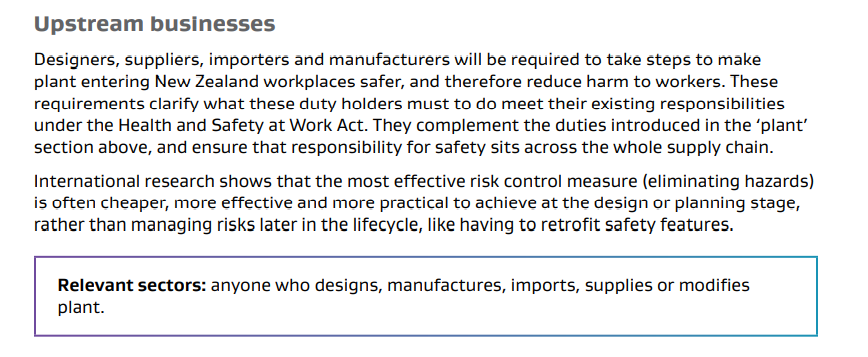 Upstream businesses
Designers, suppliers, importers and manufacturers will be required to take steps to make
plant entering New Zealand workplaces safer, and therefore reduce harm to workers. These
requirements clarify what these duty holders must to do meet their existing responsibilities
under the Health and Safety at Work Act. They complement the duties introduced in the ‘plant’
section above, and ensure that responsibility for safety sits across the whole supply chain.
International research shows that the most effective risk control measure (eliminating hazards)
is often cheaper, more effective and more practical to achieve at the design or planning stage,
rather than managing risks later in the lifecycle, like having to retrofit safety features.
Relevant sectors: anyone who designs, manufactures, imports, supplies or modifies
plant.